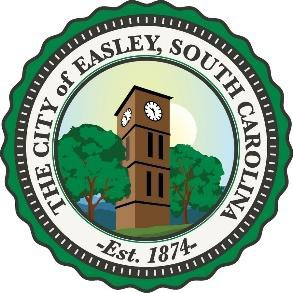 THE CITY of EASLEY, SOUTH CAROLINA
-Est. 1874-